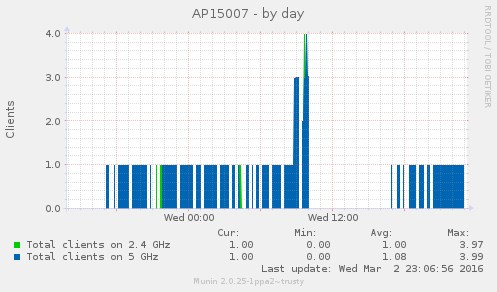 AP15007 - by day
RRDTOOL / TOBI OETIKER
Clients
4.0
3.0
2.0
1.0
0.0
Wed 00:00 Wed 12:00
Cur: Min: Avg: Max:
Total clients on 2.4 GHz 1.00 0.00 1.00 3.97
Total clients on 5 GHz 1.00 0.00 1.08 3.99
Last update: Wed Mar 2 23:06:56 2016
Munin 2.0.25-1ppa2~trusty